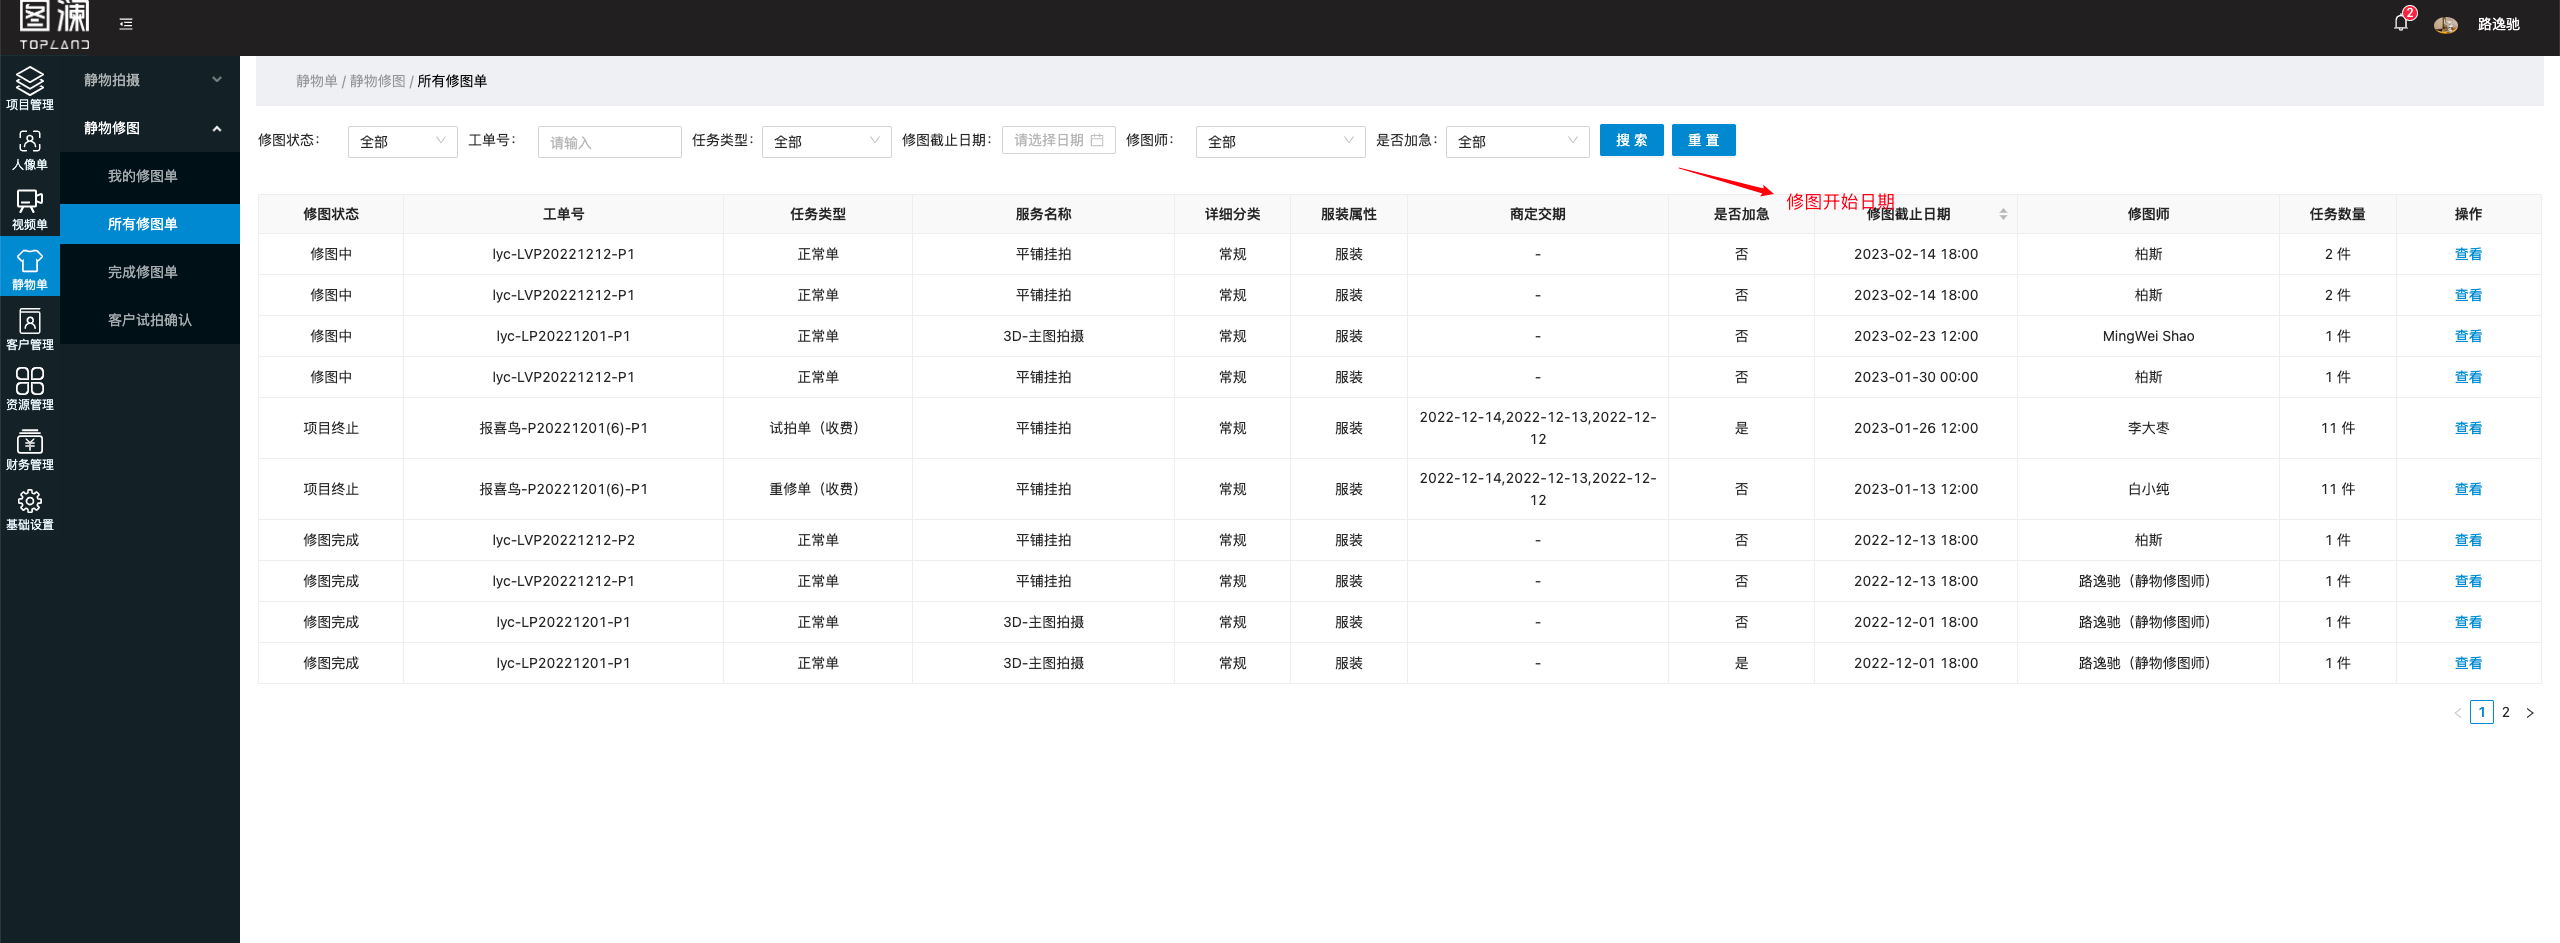 图澜
TOPLAND
2
路逸驰
项目管理
人像单
视频单
静物单
客户管理
资源管理
财务管理
基础设置
静物拍摄
静物修图
我的修图单
所有修图单
完成修图单
客户试拍确认
静物单 / 静物修图 / 所有修图单
修图状态： 全部 工单号： 请输入 任务类型： 全部 修图截止日期： 请选择日期 修图师： 全部 是否加急： 全部 搜 索 重 置
修图开始日期
修图状态 工单号 任务类型 服务名称 详细分类 服装属性 商定交期 是否加急 修图截止日期 修图师 任务数量 操作
修图中 lyc-LVP20221212-P1 正常单 平铺挂拍 常规 服装 - 否 2023-02-14 18:00 柏斯 2 件 查看
修图中 lyc-LVP20221212-P1 正常单 平铺挂拍 常规 服装 - 否 2023-02-14 18:00 柏斯 2 件 查看
修图中 lyc-LP20221201-P1 正常单 3D-主图拍摄 常规 服装 - 否 2023-02-23 12:00 MingWei Shao 1 件 查看
修图中 lyc-LVP20221212-P1 正常单 平铺挂拍 常规 服装 - 否 2023-01-30 00:00 柏斯 1 件 查看
项目终止 报喜鸟-P20221201(6)-P1 试拍单（收费） 平铺挂拍 常规 服装 2022-12-14,2022-12-13,2022-12-
12 是 2023-01-26 12:00 李大枣 11 件 查看
项目终止 报喜鸟-P20221201(6)-P1 重修单（收费） 平铺挂拍 常规 服装 2022-12-14,2022-12-13,2022-12-
12 否 2023-01-13 12:00 白小纯 11 件 查看
修图完成 lyc-LVP20221212-P2 正常单 平铺挂拍 常规 服装 - 否 2022-12-13 18:00 柏斯 1 件 查看
修图完成 lyc-LVP20221212-P1 正常单 平铺挂拍 常规 服装 - 否 2022-12-13 18:00 路逸驰（静物修图师） 1 件 查看
修图完成 lyc-LP20221201-P1 正常单 3D-主图拍摄 常规 服装 - 否 2022-12-01 18:00 路逸驰（静物修图师） 1 件 查看
修图完成 lyc-LP20221201-P1 正常单 3D-主图拍摄 常规 服装 - 是 2022-12-01 18:00 路逸驰（静物修图师） 1 件 查看
< 1 2 >